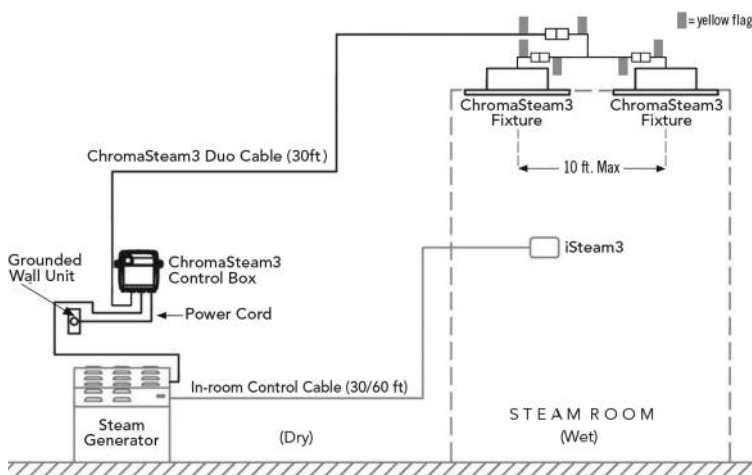 = yellow flag
ChromaSteam3
Fixture
ChromaSteam3
Fixture
ChromaSteam3 Duo Cable (30ft)
10 ft. Max
iSteam3
Grounded
Wall Unit
ChromaSteam3
Control Box
Power Cord
In-room Control Cable (30/60 ft)
Steam
Generator
(Dry)
STEAM ROOM
(Wet)